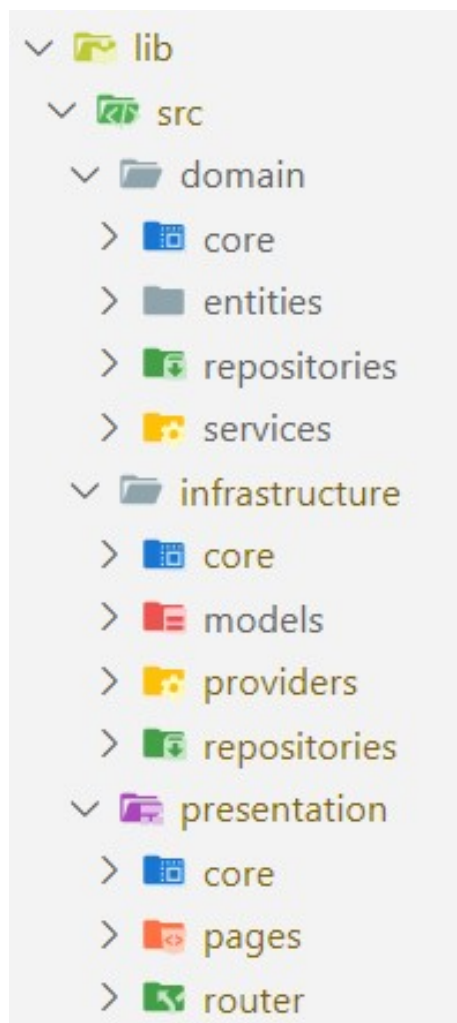 lib
src
domain
core
entities
repositories
services
infrastructure
core
models
providers
repositories
presentation
core
pages
router